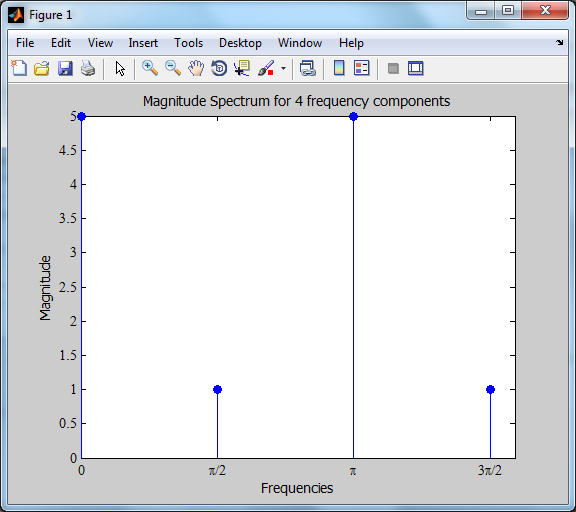 Figure 1
File Edit View Insert Tools Desktop Window Help
Magnitude Spectrum for 4 frequency components
5
4.5
4
3.5
3
2.5
2
1.5
1
0.5
0
Magnitude
0 π/2 π 3π/2
Frequencies